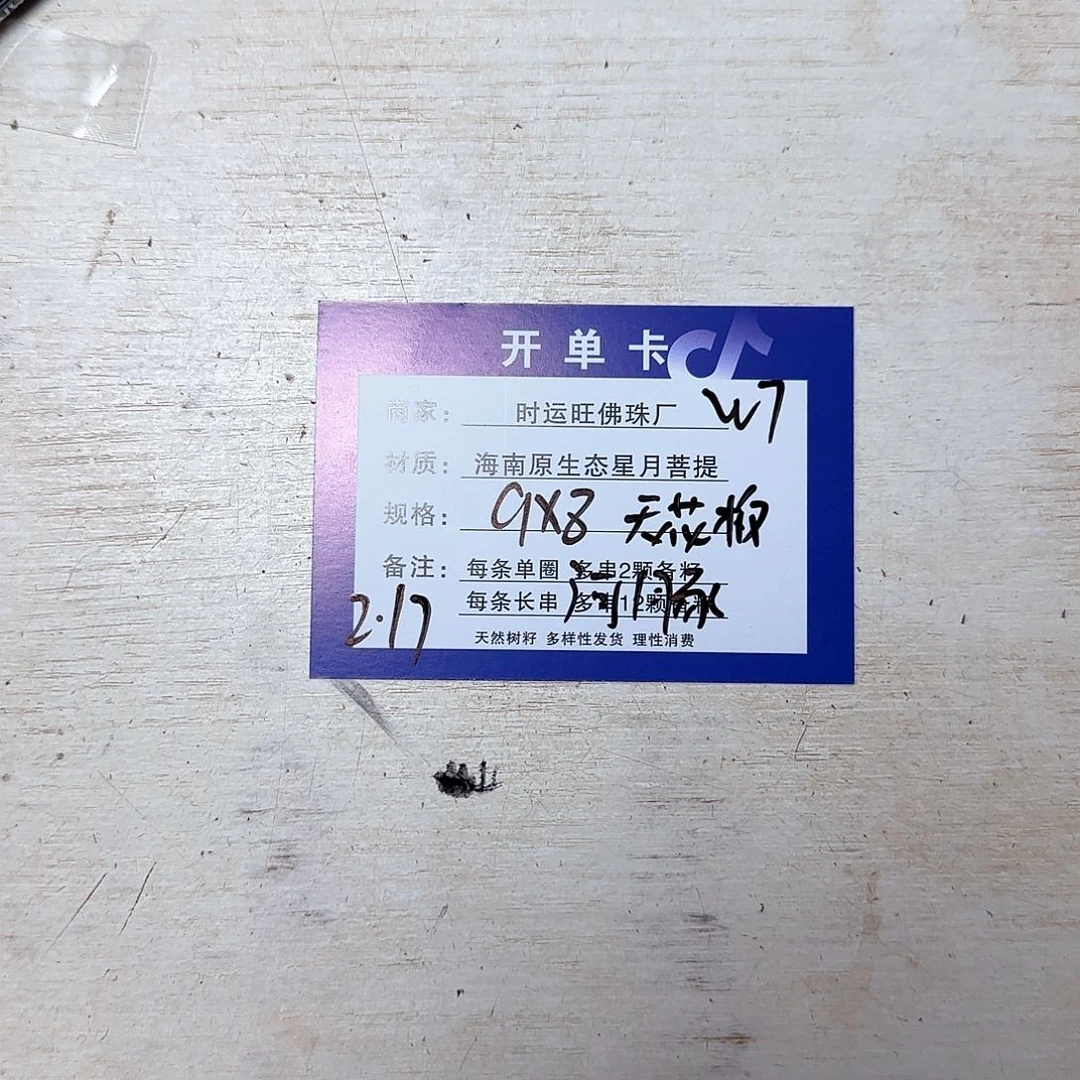 开单卡
商家： 时运旺佛珠厂 W7
材质： 海南原生态星月菩提
规格： 9X8 天花板
备注： 每条单圈 多串2颗备籽
每条长串 多串12颗备籽
2.17
天然树籽 多样性发货 理性消费